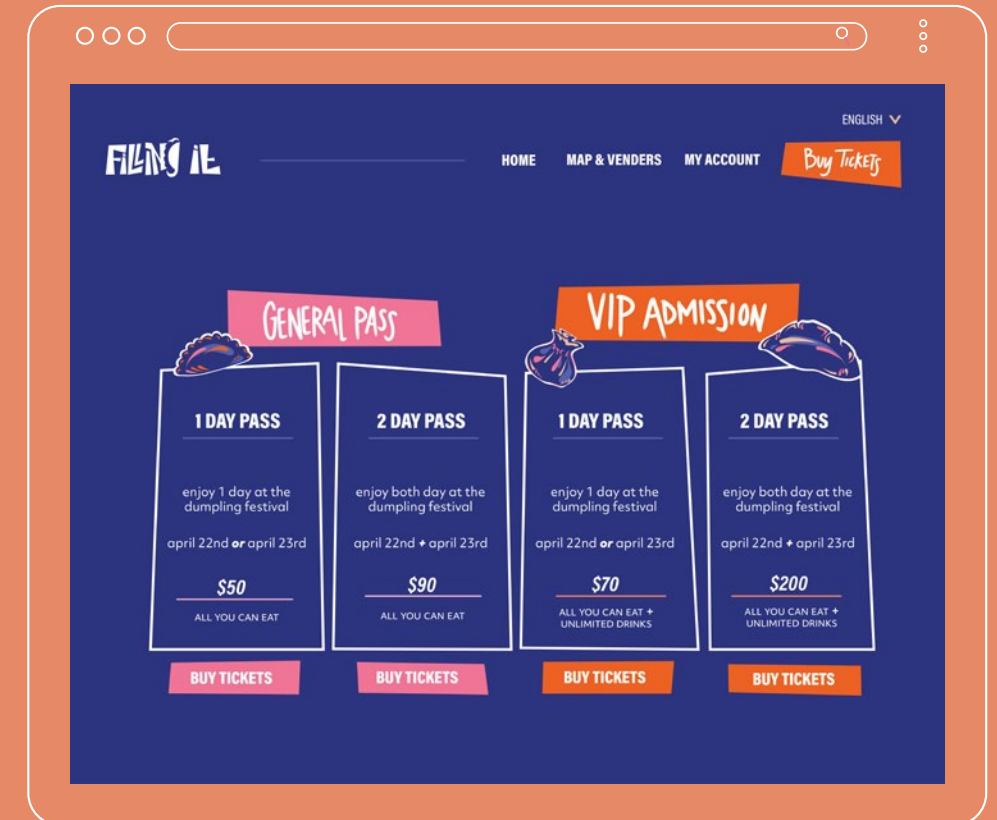 ENGLISH
FiLLiNG iT
HOME
MAP & VENDERS
MY ACCOUNT
Buy TickeTs
GENERAL PASS
VIP ADMISSION
1 DAY PASS
enjoy 1 day at the
dumpling festival
april 22nd or april 23rd
$50
ALL YOU CAN EAT
BUY TICKETS
2 DAY PASS
enjoy both day at the
dumpling festival
april 22nd + april 23rd
$90
ALL YOU CAN EAT
BUY TICKETS
1 DAY PASS
enjoy 1 day at the
dumpling festival
april 22nd or april 23rd
$70
ALL YOU CAN EAT +
UNLIMITED DRINKS
BUY TICKETS
2 DAY PASS
enjoy both day at the
dumpling festival
april 22nd + april 23rd
$200
ALL YOU CAN EAT +
UNLIMITED DRINKS
BUY TICKETS